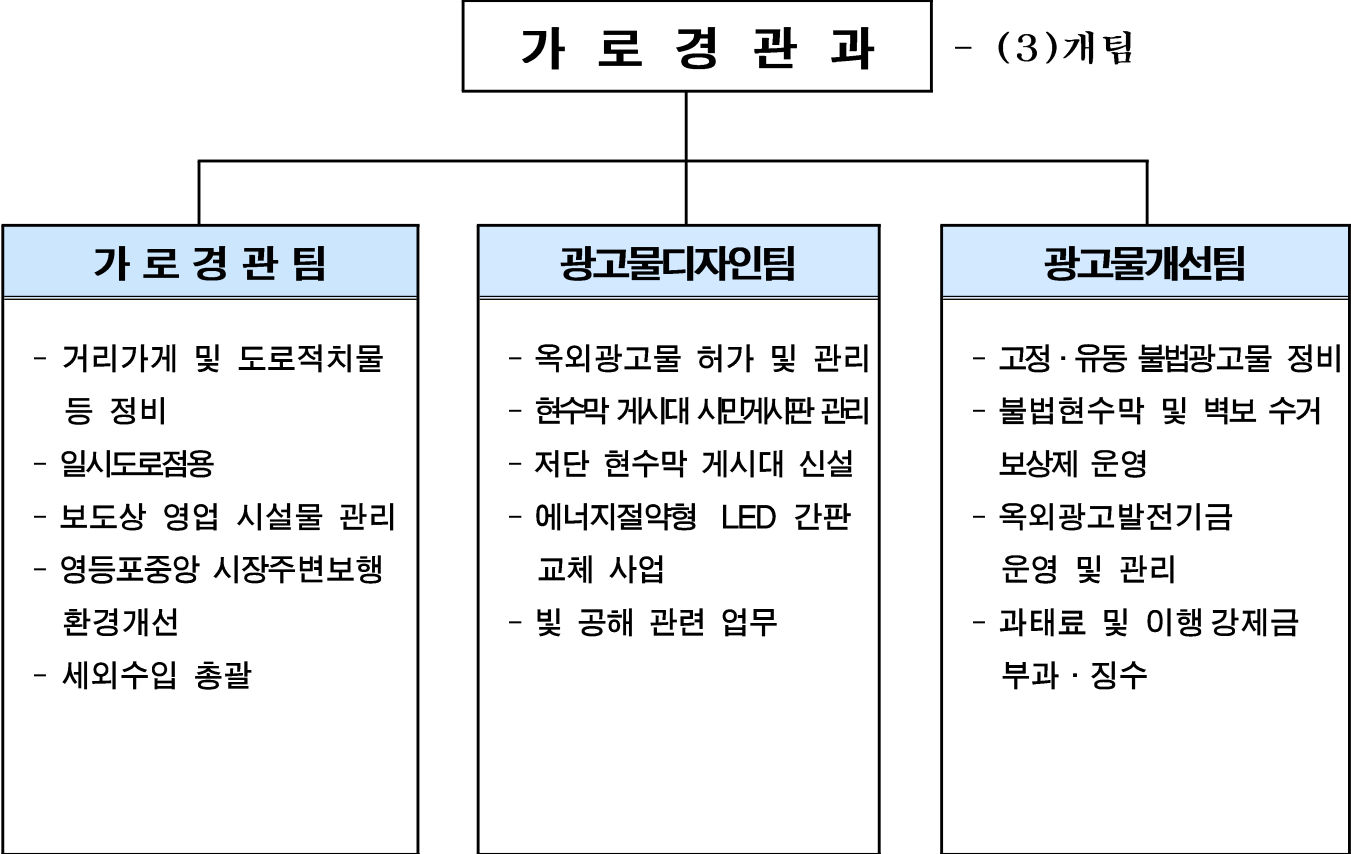 가 로 경 관 과 - (3)개팀
가 로 경 관 팀
- 거리가게 및 도로적치물
등 정비
- 일시도로점용
- 보도상 영업 시설물 관리
- 영등포중앙 시장주변보행
환경개선
- 세외수입 총괄
광고물디자인팀
- 옥외광고물 허가 및 관리
- 현수막 게시대 시민게시판 관리
- 저단 현수막 게시대 신설
- 에너지절약형 LED 간판
교체 사업
- 빛 공해 관련 업무
광고물개선팀
- 고정·유동 불법광고물 정비
- 불법현수막 및 벽보 수거
보상제 운영
- 옥외광고발전기금
운영 및 관리
- 과태료 및 이행강제금
부과·징수